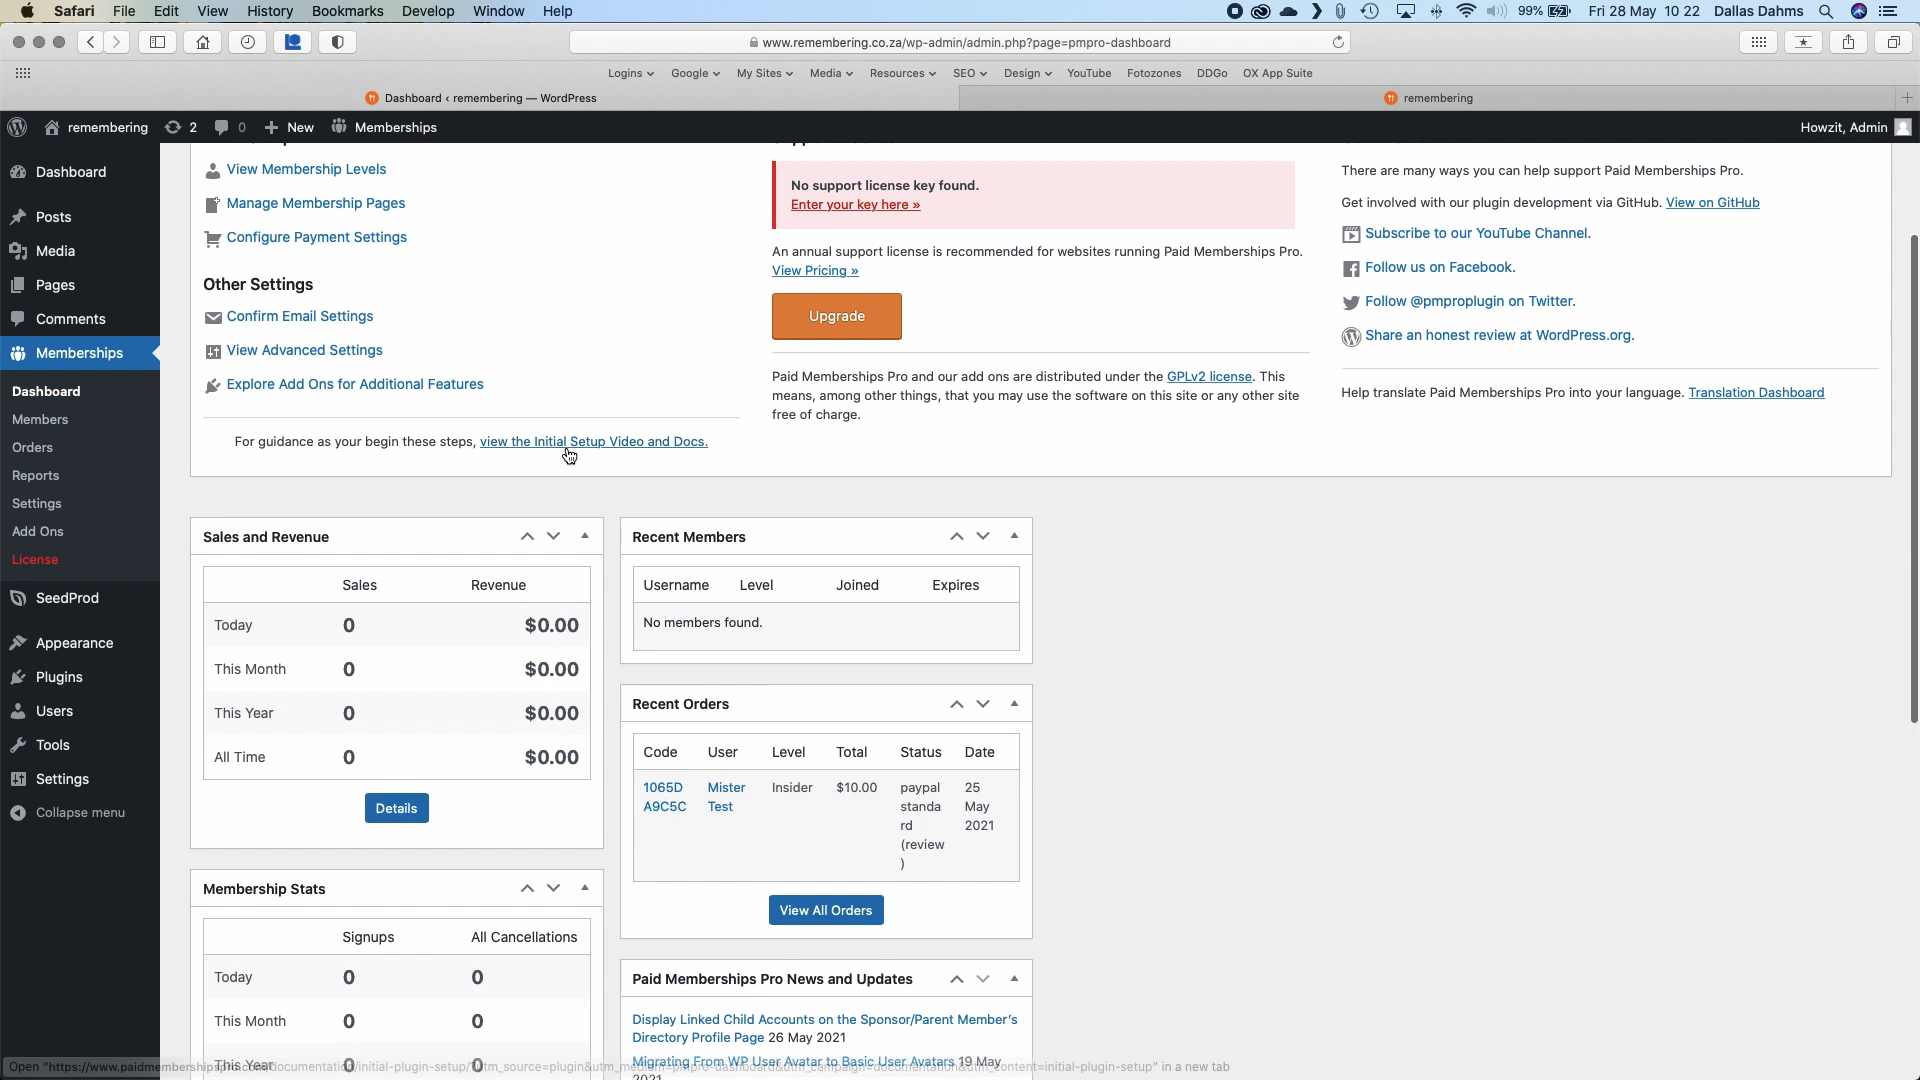 Safari File Edit View History Bookmarks Develop Window Help
99% Fri 28 May 10 22 Dallas Dahms
www.remembering.co.za/wp-admin/admin.php?page=pmpro-dashboard
Logins Google My Sites Media Resources SEO Design YouTube Fotozones DDGo OX App Suite
Dashboard ‹ remembering — WordPress
remembering
remembering 2 0 New Memberships
Howzit, Admin
Dashboard
Posts
Media
Pages
Comments
Memberships
Dashboard
Members
Orders
Reports
Settings
Add Ons
License
SeedProd
Appearance
Plugins
Users
Tools
Settings
Collapse menu
View Membership Levels
Manage Membership Pages
Configure Payment Settings
Other Settings
Confirm Email Settings
View Advanced Settings
Explore Add Ons for Additional Features
For guidance as your begin these steps, view the Initial Setup Video and Docs.
No support license key found.
Enter your key here »
An annual support license is recommended for websites running Paid Memberships Pro.
View Pricing »
Upgrade
Paid Memberships Pro and our add ons are distributed under the GPLv2 license. This
means, among other things, that you may use the software on this site or any other site
free of charge.
There are many ways you can help support Paid Memberships Pro.
Get involved with our plugin development via GitHub. View on GitHub
Subscribe to our YouTube Channel.
Follow us on Facebook.
Follow @pmproplugin on Twitter.
Share an honest review at WordPress.org.
Help translate Paid Memberships Pro into your language. Translation Dashboard
Sales and Revenue
Sales Revenue
Today 0 $0.00
This Month 0 $0.00
This Year 0 $0.00
All Time 0 $0.00
Details
Membership Stats
Signups All Cancellations
Today 0 0
This Month 0 0
This Year 0 0
Recent Members
Username Level Joined Expires
No members found.
Recent Orders
Code User Level Total Status Date
1065D Mister Insider $10.00 paypal 25
A9C5C Test standa May
rd 2021
(review
)
View All Orders
Paid Memberships Pro News and Updates
Display Linked Child Accounts on the Sponsor/Parent Member's
Directory Profile Page 26 May 2021
Migrating From WP User Avatar to Basic User Avatars 19 May
2021